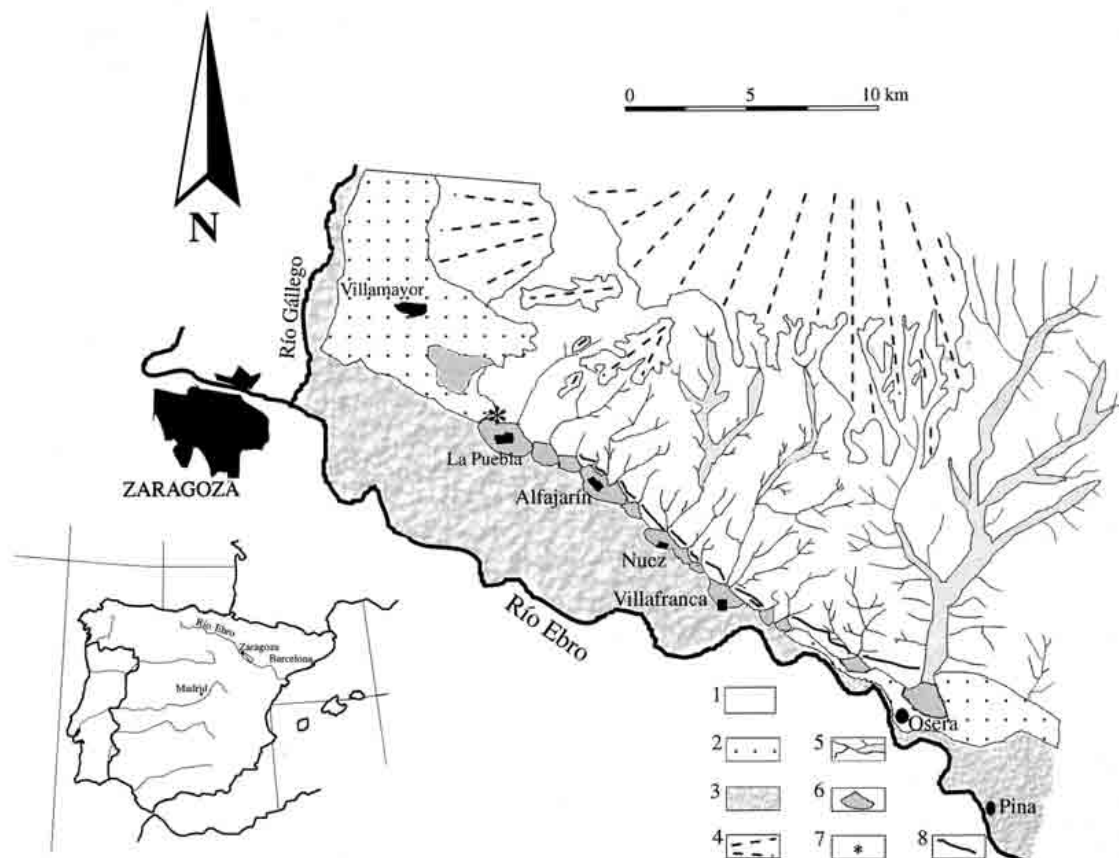 0 5 10 km
N
Río Gállego
Villamayor
La Puebla
ZARAGOZA
Alfajarín
Nuez
Villafranca
Río Ebro
Osera
Pina
Río Ebro
Zaragoza
Barcelona
Madrid
1
2
3
4
5
6
7
*
8